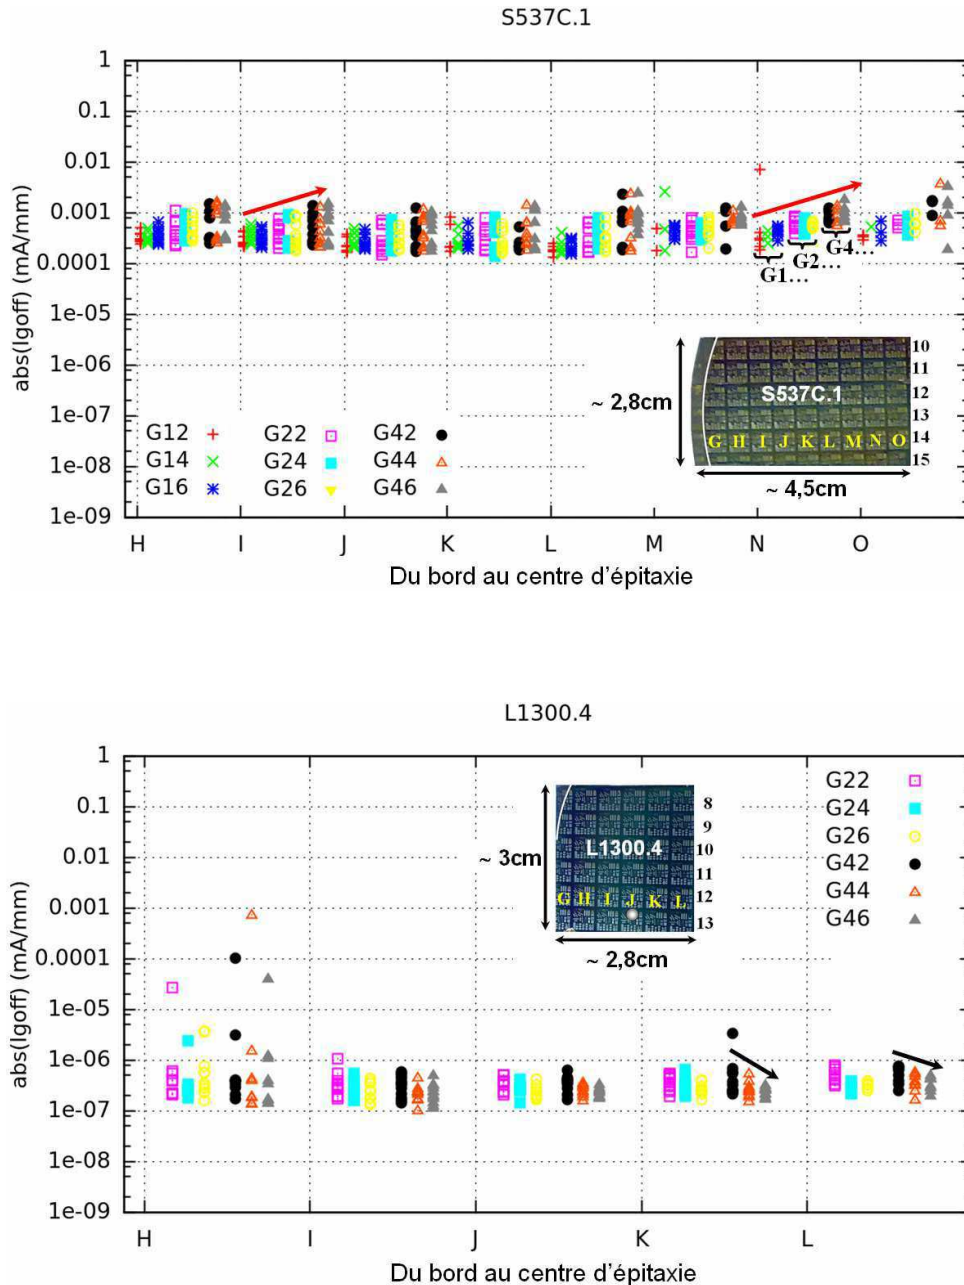 S537C.1
1
0.1
0.01
0.001
0.0001
1e-05
1e-06
1e-07
1e-08
1e-09
abs(Igoff) (mA/mm)
G1...
G2...
G4...
~ 2,8cm
S537C.1
G H I J K L M N O
10
11
12
13
14
15
~ 4,5cm
G12 G22 G42
G14 G24 G44
G16 G26 G46
H I J K L M N O
Du bord au centre d'épitaxie
L1300.4
1
0.1
0.01
0.001
0.0001
1e-05
1e-06
1e-07
1e-08
1e-09
abs(Igoff) (mA/mm)
~ 3cm
L1300.4
G H I J K L
8
9
10
11
12
13
~ 2,8cm
G22
G24
G26
G42
G44
G46
H I J K L
Du bord au centre d'épitaxie